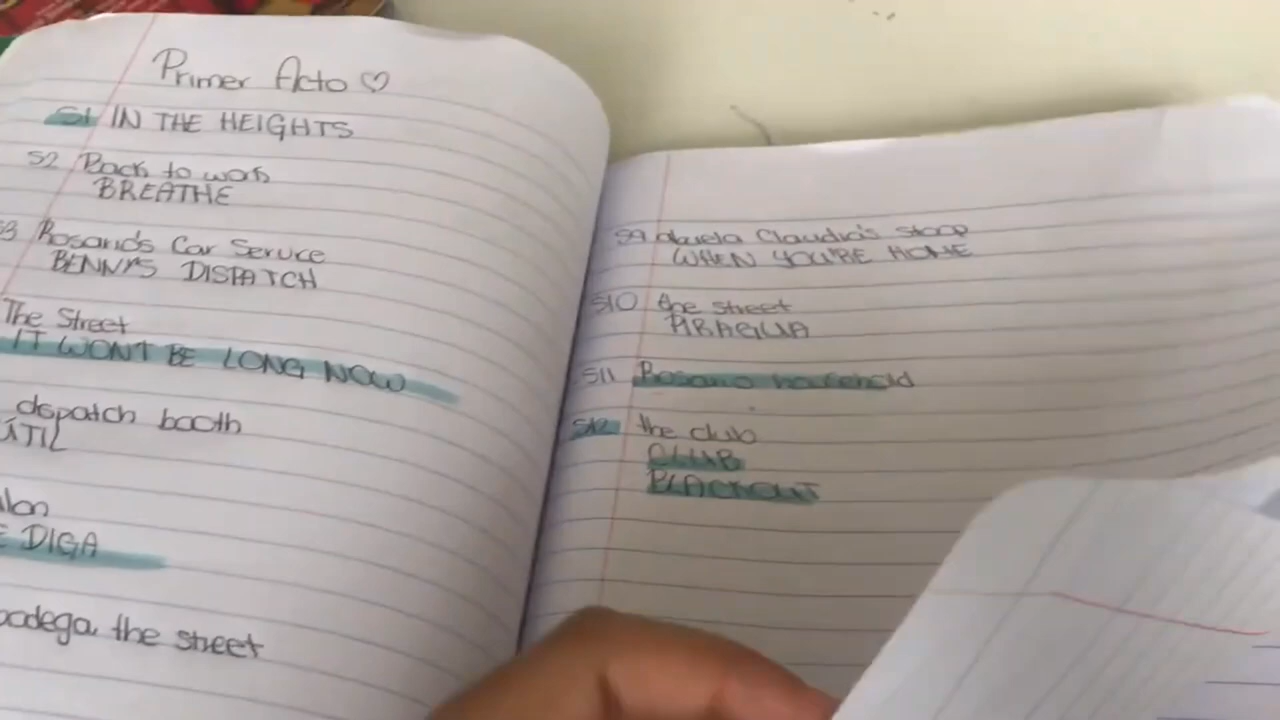 Primer Acto ♡
S1 IN THE HEIGHTS
S2 Back to work
BREATHE
S3 Rosario's Car Service
BENNY'S DISPATCH
The Street
IT WON'T BE LONG NOW
dispatch booth
ÚTIL
DIGA
bodega, the street
S9 abuela Claudia's stoop
WHEN YOU'RE HOME
S10 the street
PIRAGUA
S11 Rosario household
S12 the club
CLUB
BLACKOUT